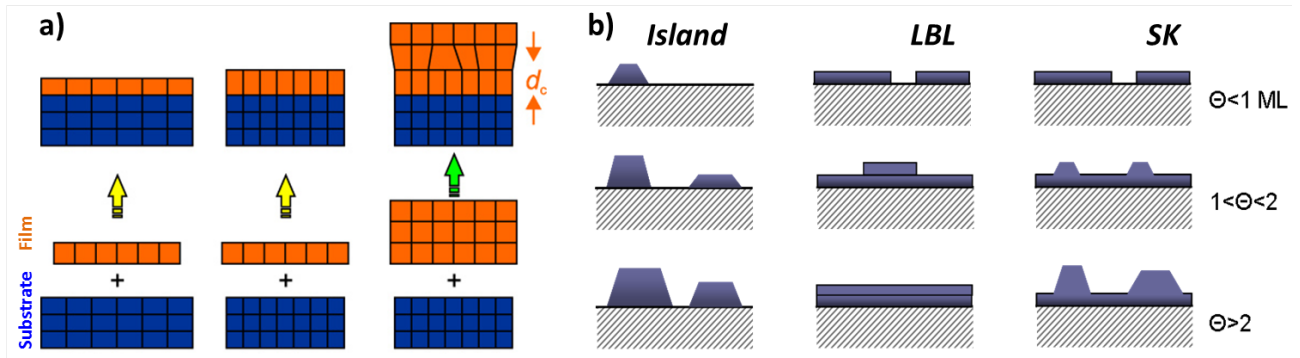 a)
d_c
+ + +
Film
Substrate
b)
Island LBL SK
Θ<1 ML
1<Θ<2
Θ>2